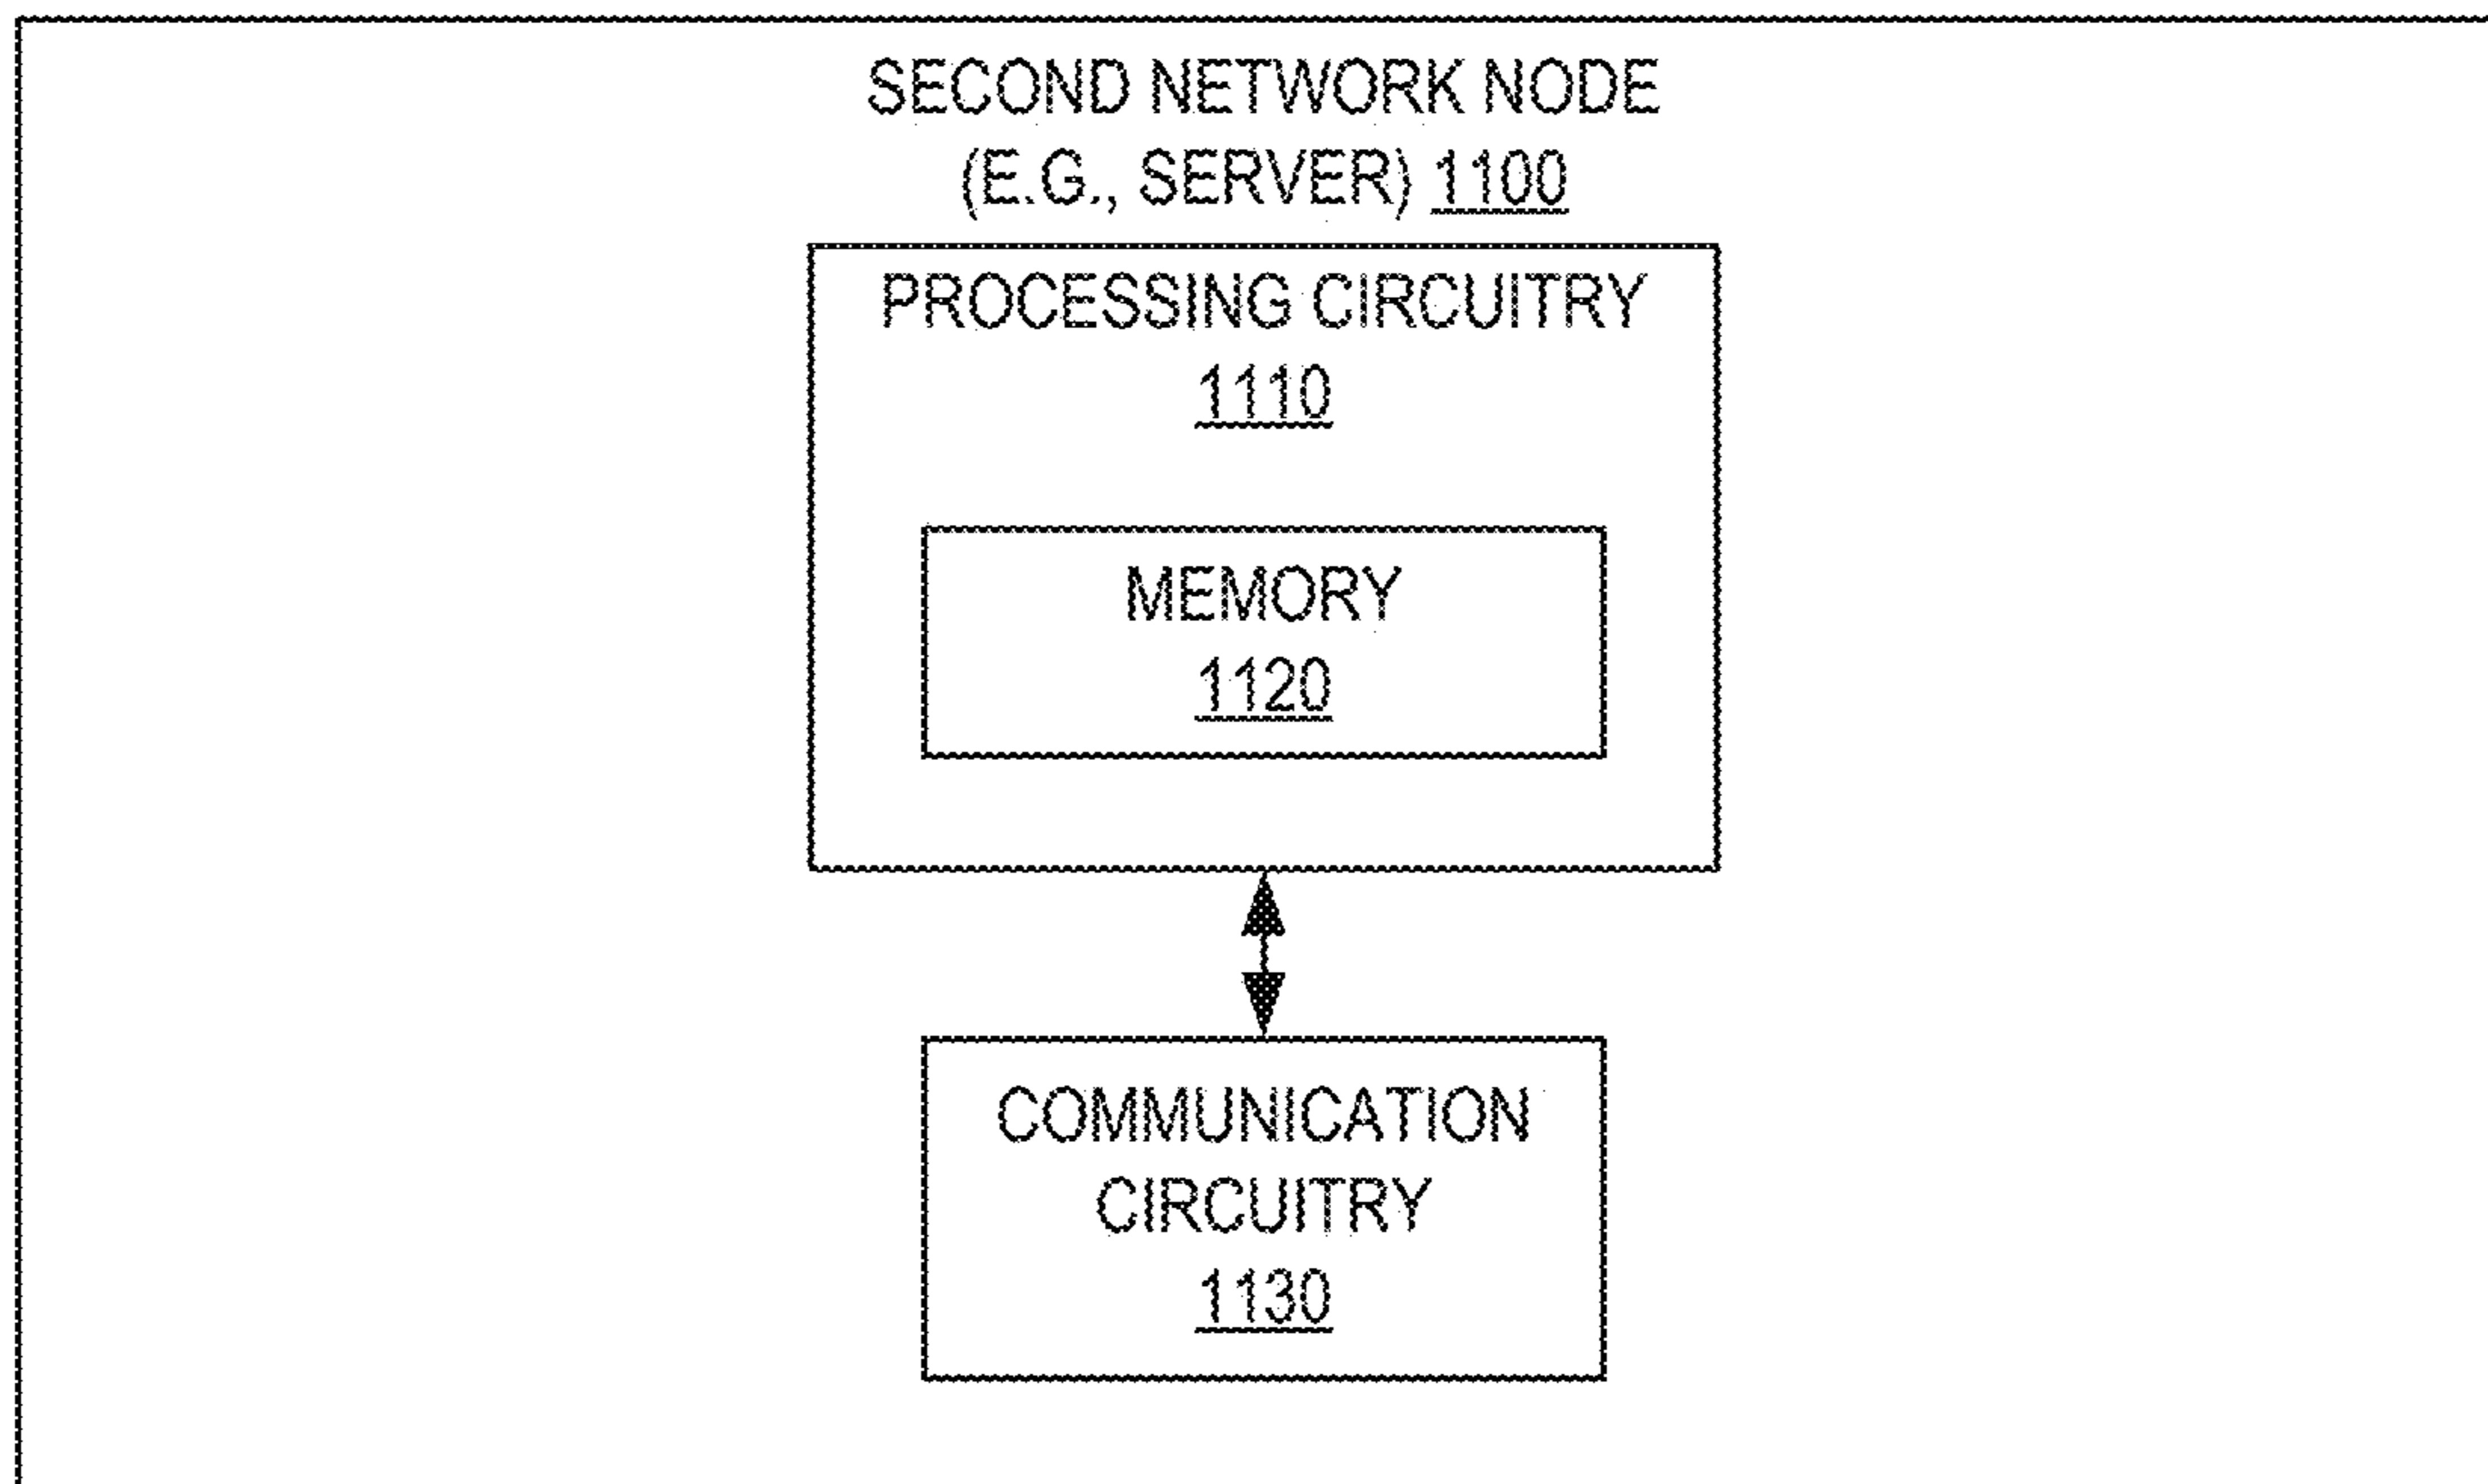 SECOND NETWORK NODE
(E.G., SERVER) 1100
PROCESSING CIRCUITRY
1110
MEMORY
1120
COMMUNICATION
CIRCUITRY
1130